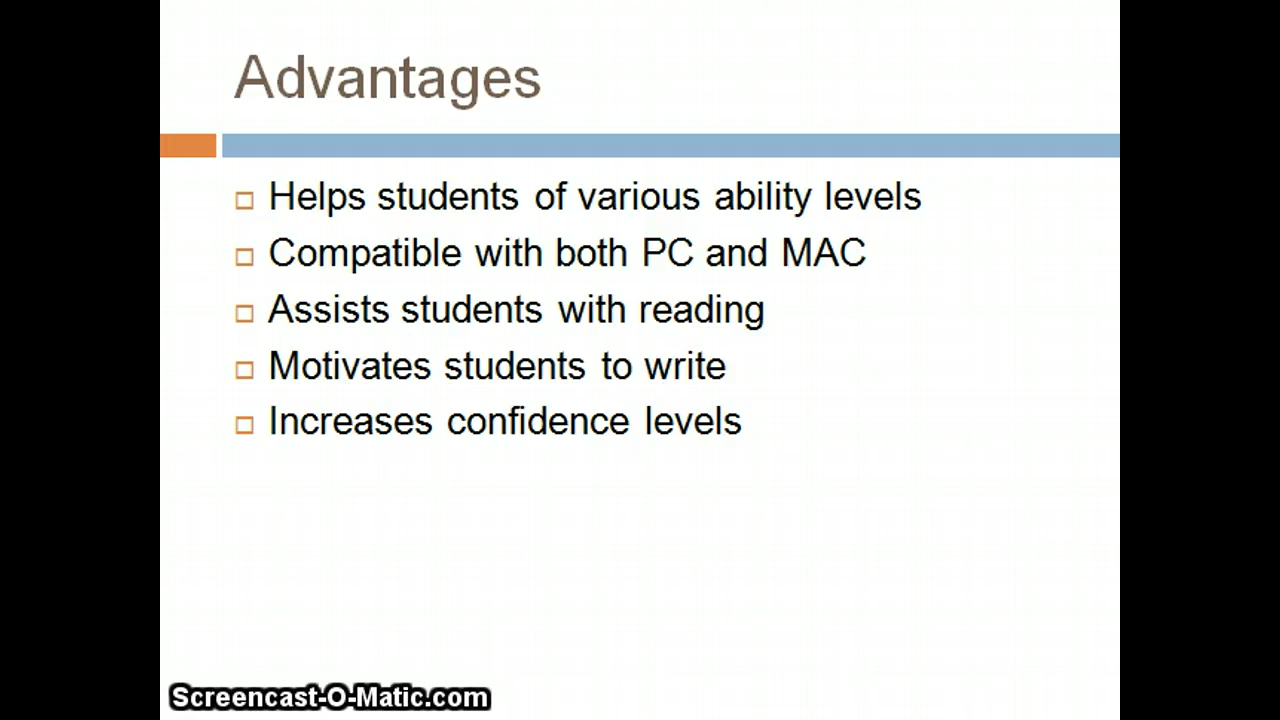 Advantages
Helps students of various ability levels
Compatible with both PC and MAC
Assists students with reading
Motivates students to write
Increases confidence levels
Screencast-O-Matic.com